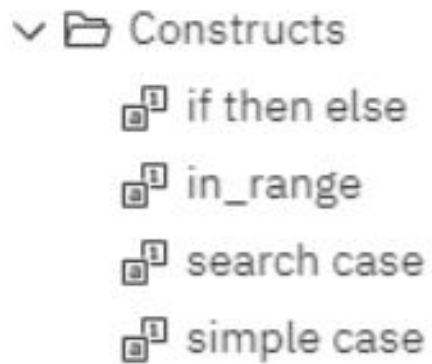 Constructs
if then else
in_range
search case
simple case